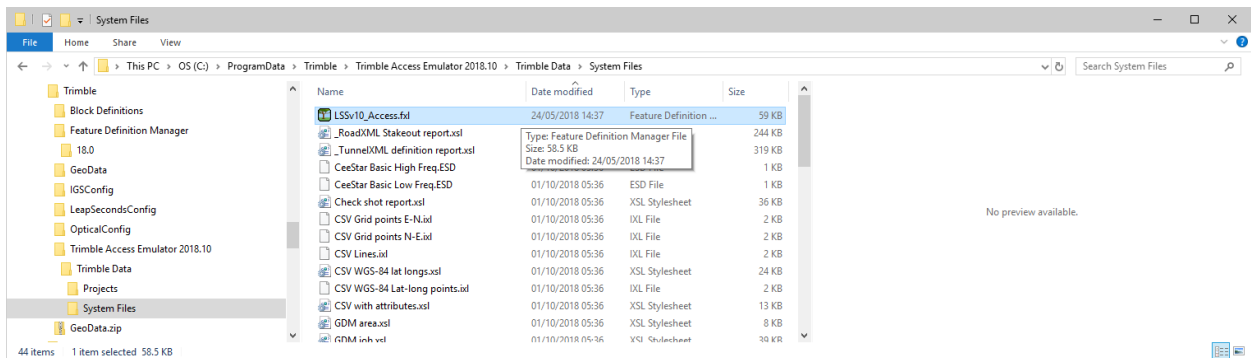 System Files
File Home Share View
This PC > OS (C:) > ProgramData > Trimble > Trimble Access Emulator 2018.10 > Trimble Data > System Files
Search System Files
Trimble
Block Definitions
Feature Definition Manager
18.0
GeoData
IGSConfig
LeapSecondsConfig
OpticalConfig
Trimble Access Emulator 2018.10
Trimble Data
Projects
System Files
GeoData.zip
Name Date modified Type Size
LSSv10_Access.fxl 24/05/2018 14:37 Feature Definition ... 59 KB
_RoadXML Stakeout report.xsl 244 KB
_TunnelXML definition report.xsl 319 KB
Type: Feature Definition Manager File
Size: 58.5 KB
Date modified: 24/05/2018 14:37
CeeStar Basic High Freq.ESD 1 KB
CeeStar Basic Low Freq.ESD 01/10/2018 05:36 ESD File 1 KB
Check shot report.xsl 01/10/2018 05:36 XSL Stylesheet 36 KB
CSV Grid points E-N.ixl 01/10/2018 05:36 IXL File 2 KB
CSV Grid points N-E.ixl 01/10/2018 05:36 IXL File 2 KB
CSV Lines.ixl 01/10/2018 05:36 IXL File 2 KB
CSV WGS-84 lat longs.xsl 01/10/2018 05:36 XSL Stylesheet 24 KB
CSV WGS-84 Lat-long points.ixl 01/10/2018 05:36 IXL File 2 KB
CSV with attributes.xsl 01/10/2018 05:36 XSL Stylesheet 13 KB
GDM area.xsl 01/10/2018 05:36 XSL Stylesheet 8 KB
GDM job.xsl 01/10/2018 05:36 XSL Stylesheet 39 KB
No preview available.
44 items 1 item selected 58.5 KB